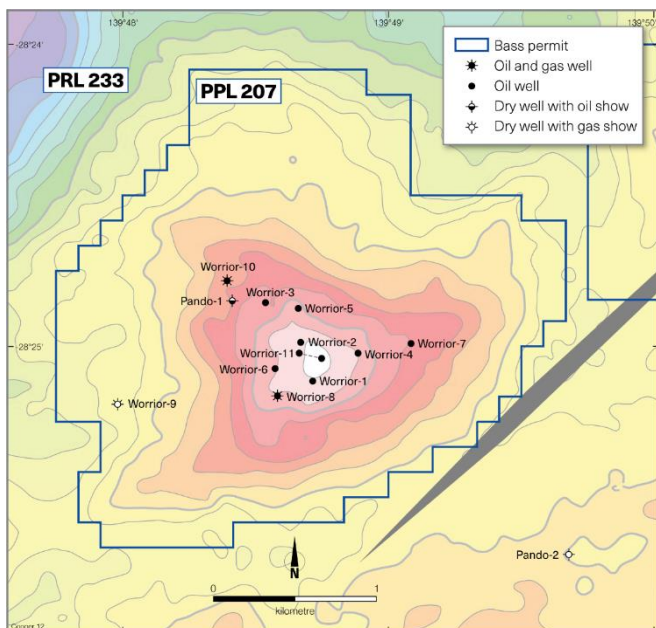 139°48'
139°49'
139°50'
-28°24'
Bass permit
Oil and gas well
Oil well
Dry well with oil show
Dry well with gas show
PRL 233
PPL 207
Worrior-10
Pando-1
Worrior-3
Worrior-5
-28°25'
Worrior-2
Worrior-11
Worrior-4
Worrior-7
Worrior-6
Worrior-1
Worrior-8
Worrior-9
Pando-2
N
0
1
kilometre